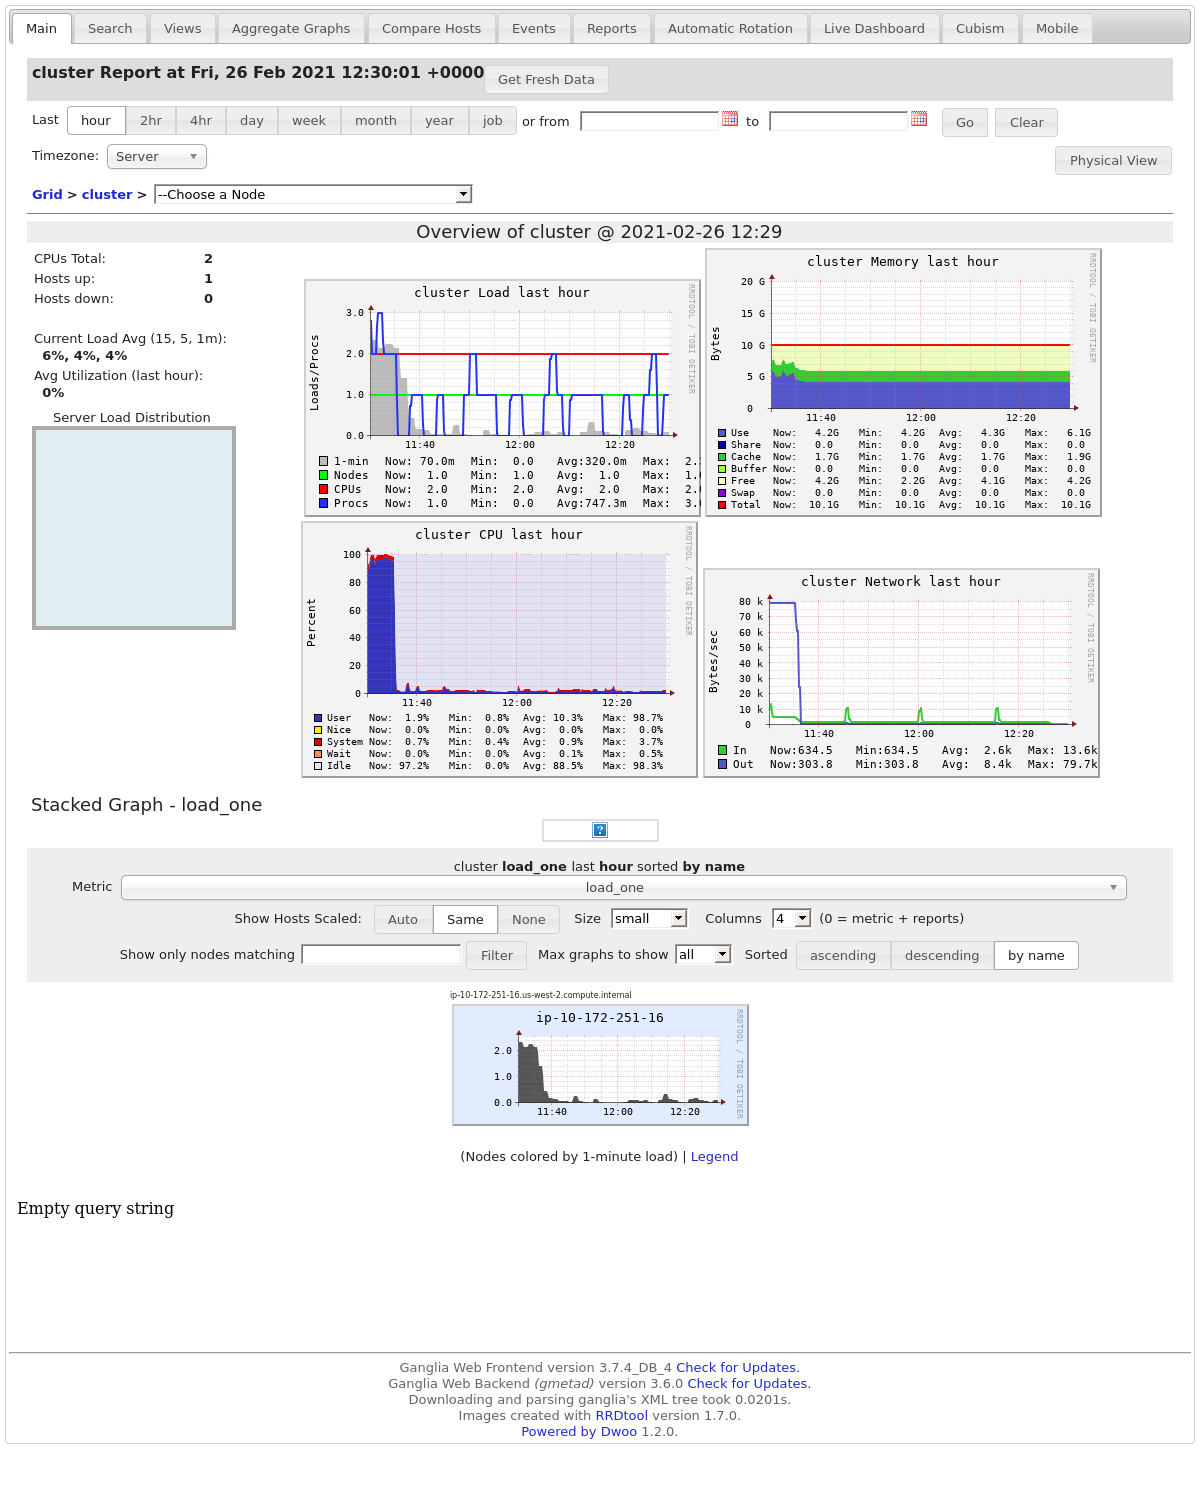 Main Search Views Aggregate Graphs Compare Hosts Events Reports Automatic Rotation Live Dashboard Cubism Mobile
cluster Report at Fri, 26 Feb 2021 12:30:01 +0000 Get Fresh Data
Last hour 2hr 4hr day week month year job or from to Go Clear
Timezone: Server
Physical View
Grid > cluster > --Choose a Node
Overview of cluster @ 2021-02-26 12:29
CPUs Total: 2
Hosts up: 1
Hosts down: 0
Current Load Avg (15, 5, 1m):
6%, 4%, 4%
Avg Utilization (last hour):
0%
Server Load Distribution
cluster Load last hour
RRDTOOL / TOBI OETIKER
Loads/Procs
3.0
2.0
1.0
0.0
11:40 12:00 12:20
1-min Now: 70.0m Min: 0.0 Avg:320.0m Max: 2.
Nodes Now: 1.0 Min: 1.0 Avg: 1.0 Max: 1.
CPUs Now: 2.0 Min: 2.0 Avg: 2.0 Max: 2.
Procs Now: 1.0 Min: 0.0 Avg:747.3m Max: 3.
cluster Memory last hour
RRDTOOL / TOBI OETIKER
Bytes
20 G
15 G
10 G
5 G
0
11:40 12:00 12:20
Use Now: 4.2G Min: 4.2G Avg: 4.3G Max: 6.1G
Share Now: 0.0 Min: 0.0 Avg: 0.0 Max: 0.0
Cache Now: 1.7G Min: 1.7G Avg: 1.7G Max: 1.9G
Buffer Now: 0.0 Min: 0.0 Avg: 0.0 Max: 0.0
Free Now: 4.2G Min: 2.2G Avg: 4.1G Max: 4.2G
Swap Now: 0.0 Min: 0.0 Avg: 0.0 Max: 0.0
Total Now: 10.1G Min: 10.1G Avg: 10.1G Max: 10.1G
cluster CPU last hour
RRDTOOL / TOBI OETIKER
Percent
100
80
60
40
20
0
11:40 12:00 12:20
User Now: 1.9% Min: 0.8% Avg: 10.3% Max: 98.7%
Nice Now: 0.0% Min: 0.0% Avg: 0.0% Max: 0.0%
System Now: 0.7% Min: 0.4% Avg: 0.9% Max: 3.7%
Wait Now: 0.0% Min: 0.0% Avg: 0.1% Max: 0.5%
Idle Now: 97.2% Min: 0.0% Avg: 88.5% Max: 98.3%
cluster Network last hour
RRDTOOL / TOBI OETIKER
Bytes/sec
80 k
70 k
60 k
50 k
40 k
30 k
20 k
10 k
0
11:40 12:00 12:20
In Now:634.5 Min:634.5 Avg: 2.6k Max: 13.6k
Out Now:303.8 Min:303.8 Avg: 8.4k Max: 79.7k
Stacked Graph - load_one
?
cluster load_one last hour sorted by name
Metric load_one
Show Hosts Scaled: Auto Same None Size small Columns 4 (0 = metric + reports)
Show only nodes matching Filter Max graphs to show all Sorted ascending descending by name
ip-10-172-251-16.us-west-2.compute.internal
ip-10-172-251-16
RRDTOOL / TOBI OETIKER
2.0
1.0
0.0
11:40 12:00 12:20
(Nodes colored by 1-minute load) | Legend
Empty query string
Ganglia Web Frontend version 3.7.4_DB_4 Check for Updates.
Ganglia Web Backend (gmetad) version 3.6.0 Check for Updates.
Downloading and parsing ganglia's XML tree took 0.0201s.
Images created with RRDtool version 1.7.0.
Powered by Dwoo 1.2.0.